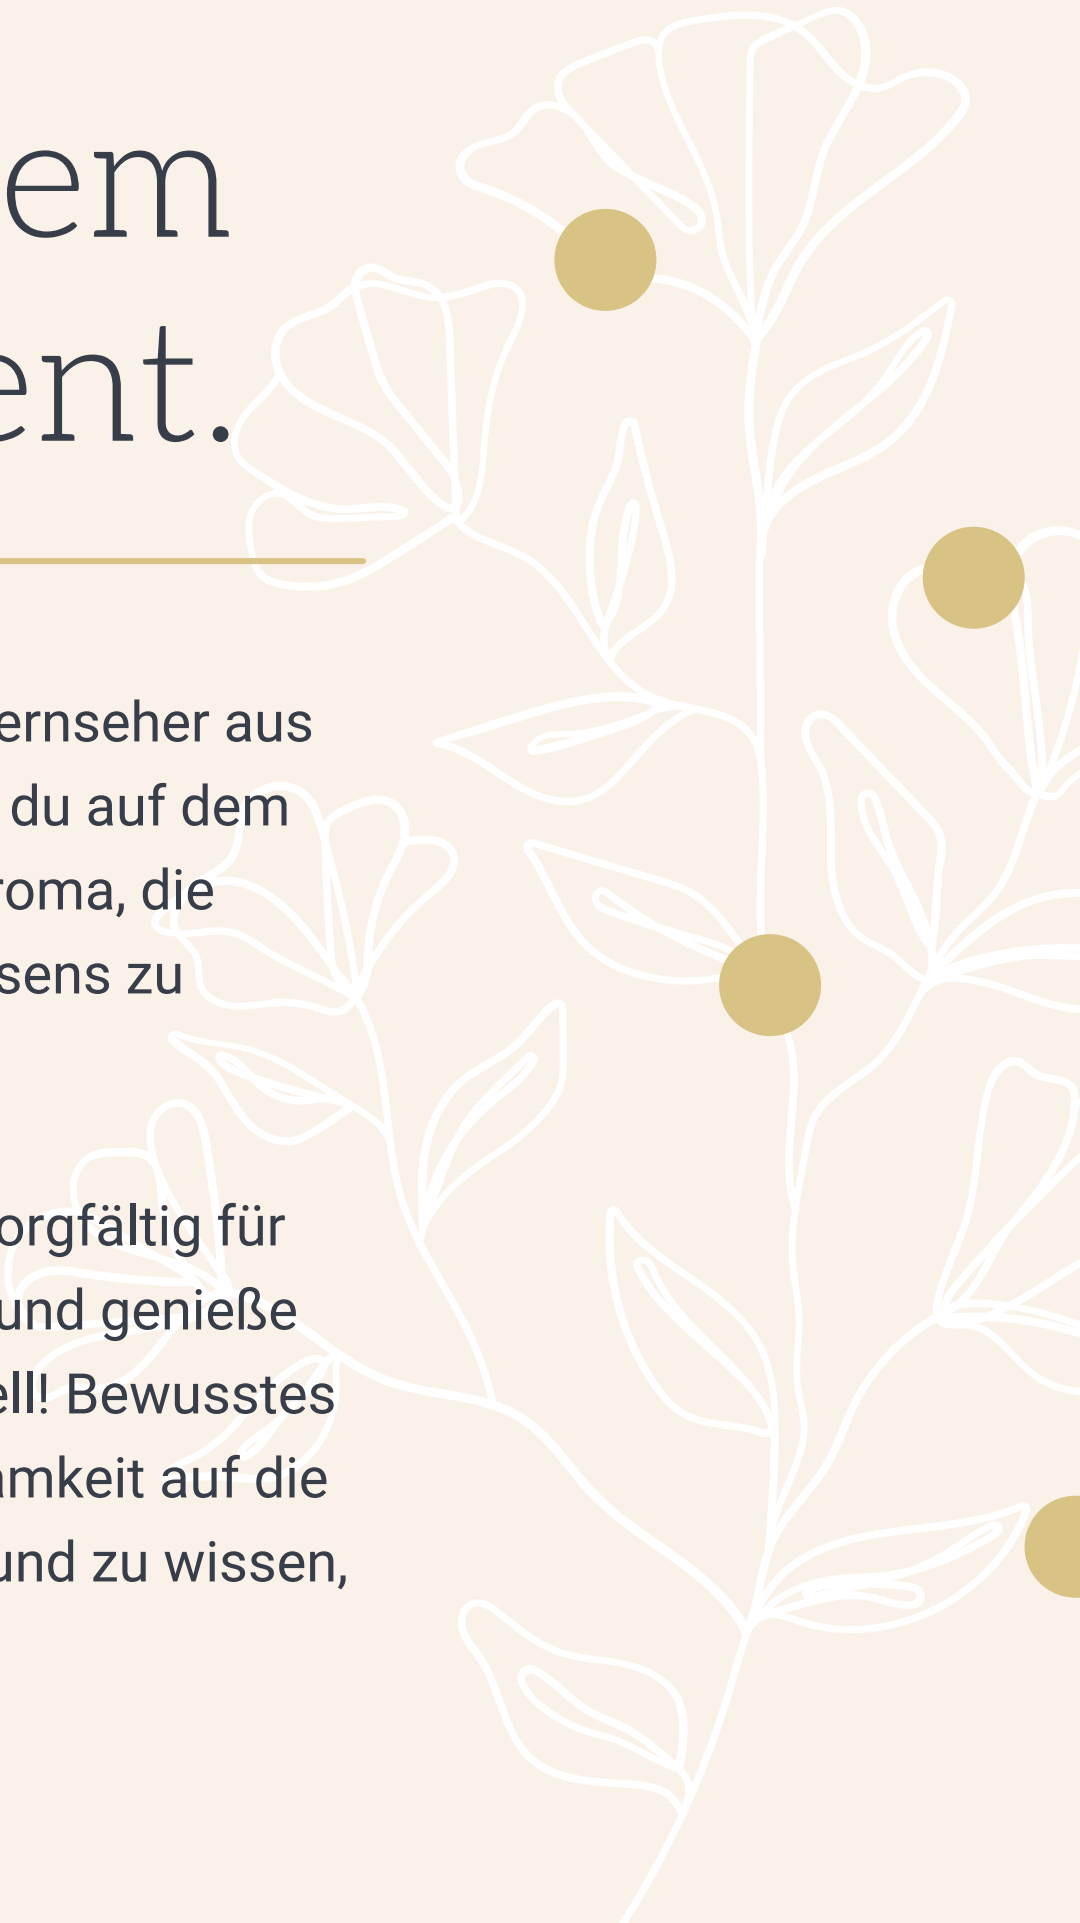 em
ent.
ernseher aus
du auf dem
roma, die
sens zu
orgfältig für
und genieße
ell! Bewusstes
amkeit auf die
und zu wissen,